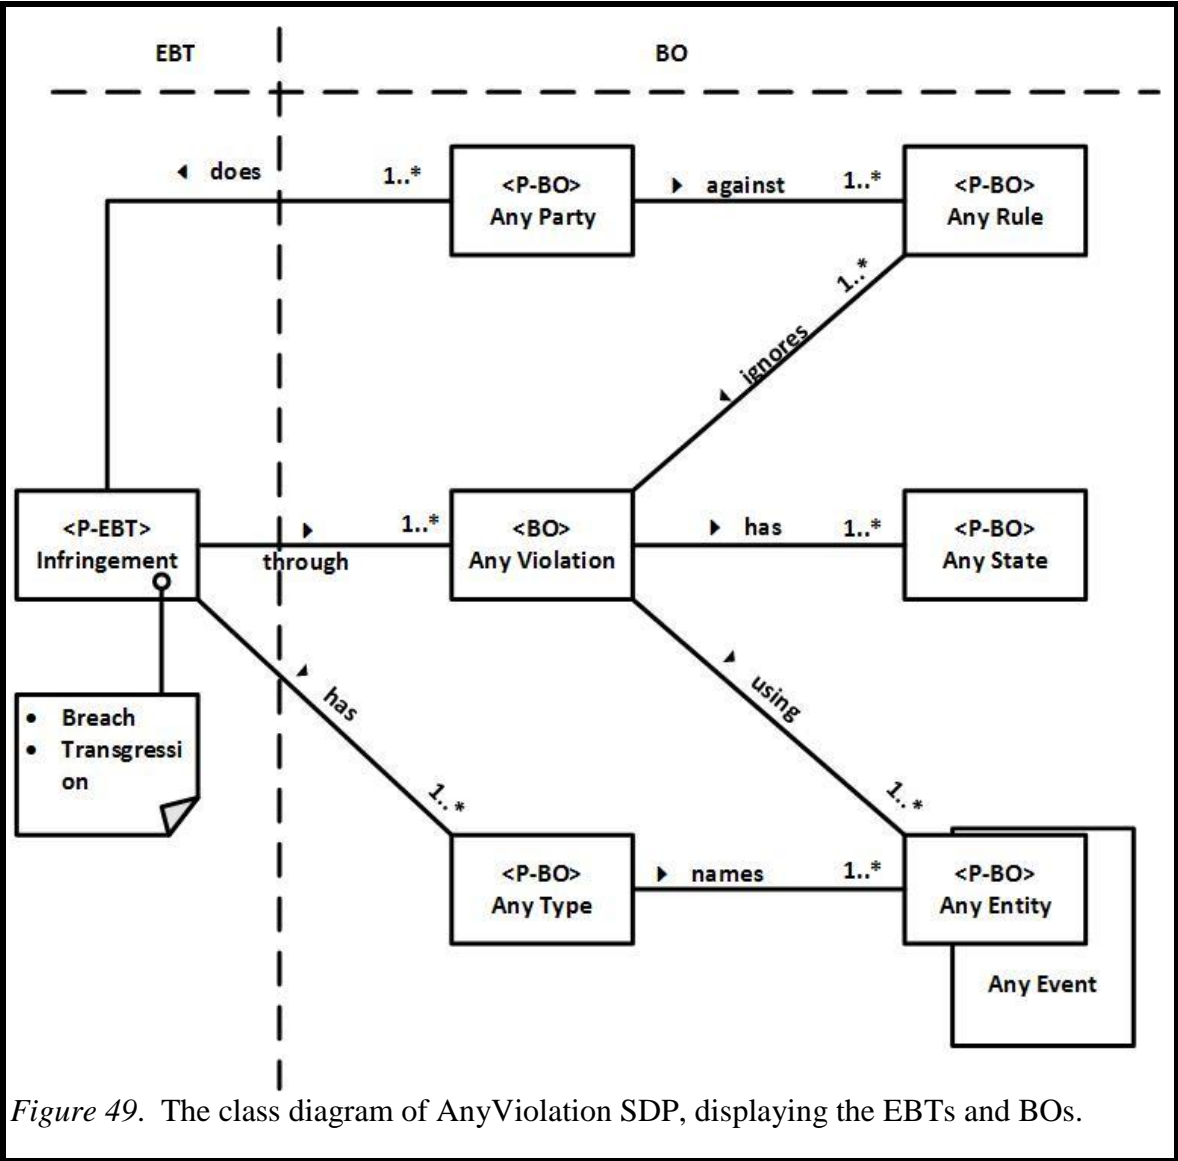 EBT
BO
does
1..*
<P-BO>
Any Party
against
1..*
<P-BO>
Any Rule
1..*
ignores
<P-EBT>
Infringement
through
1..*
<BO>
Any Violation
has
1..*
<P-BO>
Any State
• Breach
• Transgressi
on
has
1..*
using
1..*
<P-BO>
Any Type
names
1..*
<P-BO>
Any Entity
Any Event
Figure 49. The class diagram of AnyViolation SDP, displaying the EBTs and BOs.